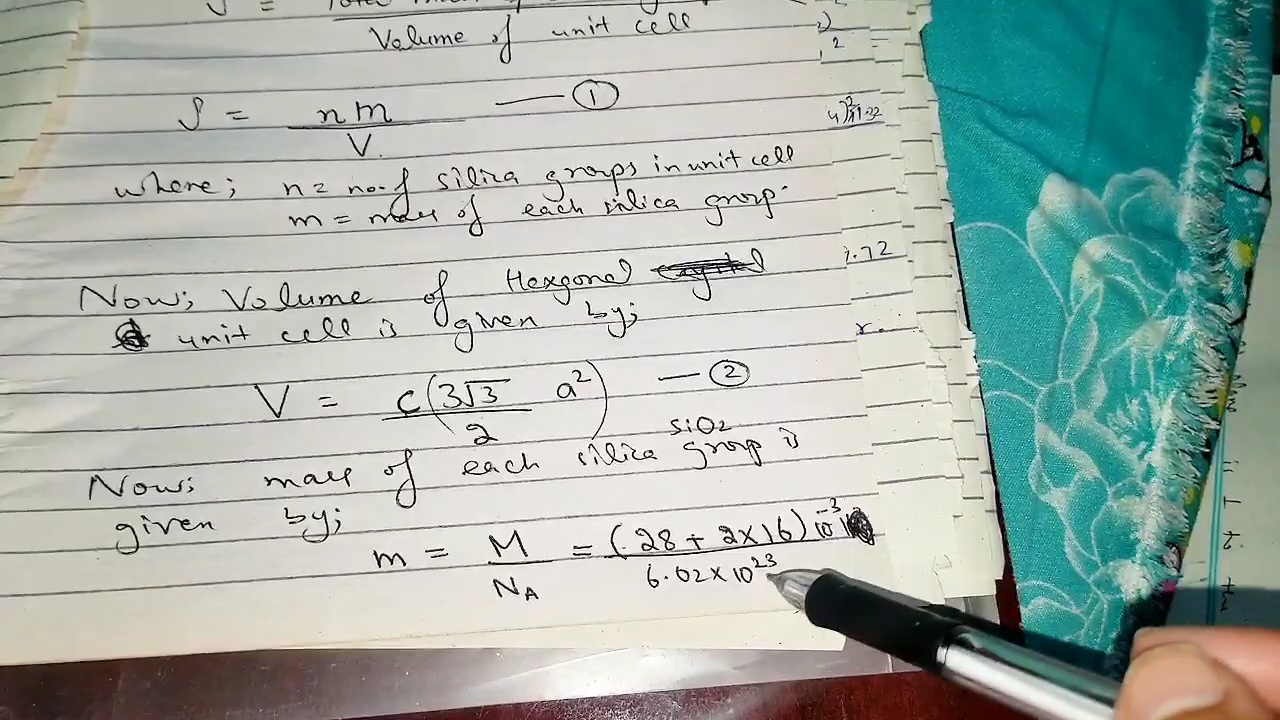 ρ =
Volume of unit cell
ρ = nm / V — ①
where; n = no. of silica groups in unit cell
m = mass of each silica group.
Now; Volume of Hexgonal
unit cell is given by;
V = c(3√3 / 2 a²) — ②
SiO2
Now; mass of each silica group is
given by;
m = M / NA = (28 + 2×16)10⁻³ / 6.02×10²³